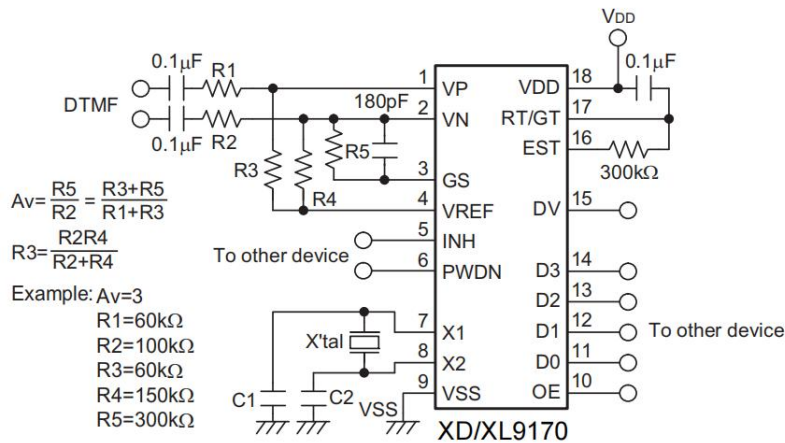 VDD
0.1μF
R1
1
VP
VDD
18
0.1μF
DTMF
180pF
2
VN
RT/GT
17
0.1μF
R2
R5
EST
16
R3
3
GS
300kΩ
Av=R5/R2=R3+R5/R1+R3
R4
4
VREF
DV
15
R3=R2R4/R2+R4
5
INH
To other device
6
PWDN
D3
14
Example: Av=3
D2
13
R1=60kΩ
7
X1
D1
12
To other device
R2=100kΩ
X'tal
R3=60kΩ
8
X2
D0
11
R4=150kΩ
C1
C2
9
VSS
VSS
OE
10
R5=300kΩ
XD/XL9170